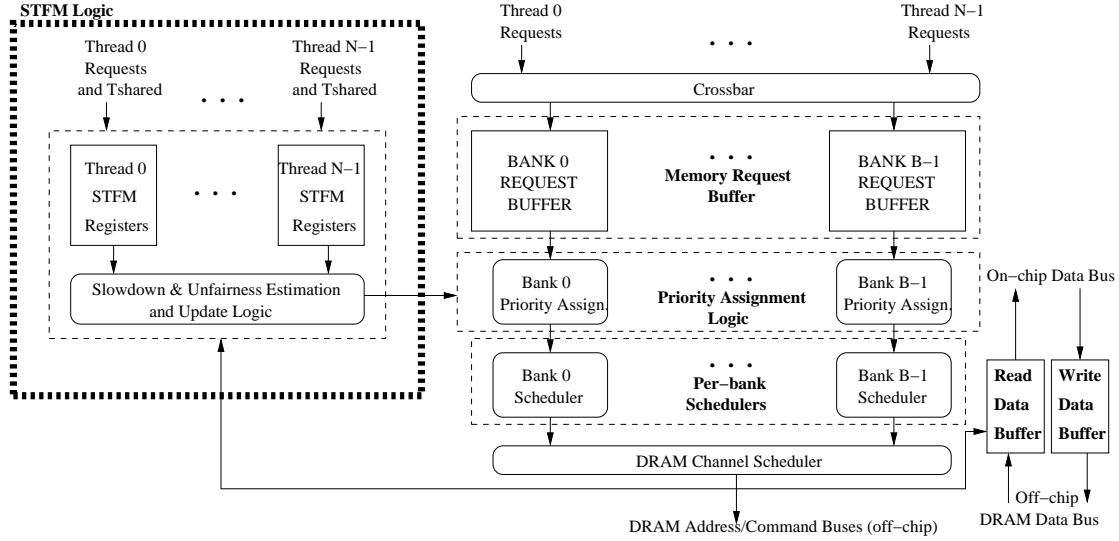 STFM Logic
Thread 0
Requests
and Tshared
Thread N−1
Requests
and Tshared
. . .
Thread 0
STFM
Registers
. . .
Thread N−1
STFM
Registers
Slowdown & Unfairness Estimation
and Update Logic
Thread 0
Requests
. . .
Thread N−1
Requests
Crossbar
BANK 0
REQUEST
BUFFER
. . .
Memory Request
Buffer
BANK B−1
REQUEST
BUFFER
Bank 0
Priority Assign.
. . .
Priority Assignment
Logic
Bank B−1
Priority Assign.
Bank 0
Scheduler
. . .
Per−bank
Schedulers
Bank B−1
Scheduler
DRAM Channel Scheduler
DRAM Address/Command Buses (off−chip)
On−chip Data Bus
Read
Data
Buffer
Write
Data
Buffer
Off−chip
DRAM Data Bus